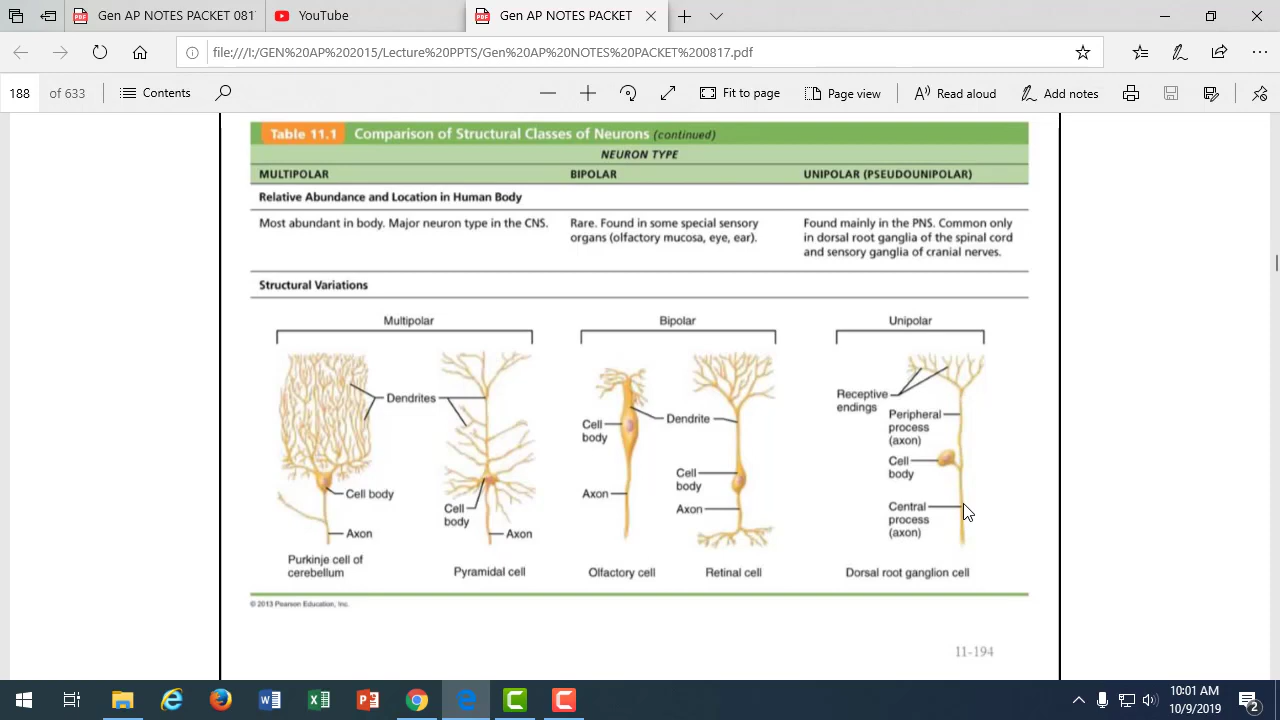 PDF GEN AP NOTES PACKET 081
YouTube
PDF GEN AP NOTES PACKET
file:///I:/GEN%20AP%202015/Lecture%20PPTS/Gen%20AP%20NOTES%20PACKET%200817.pdf
188 of 633 Contents Fit to page Page view Read aloud Add notes
Table 11.1 Comparison of Structural Classes of Neurons (continued)
NEURON TYPE
MULTIPOLAR BIPOLAR UNIPOLAR (PSEUDOUNIPOLAR)
Relative Abundance and Location in Human Body
Most abundant in body. Major neuron type in the CNS.
Rare. Found in some special sensory
organs (olfactory mucosa, eye, ear).
Found mainly in the PNS. Common only
in dorsal root ganglia of the spinal cord
and sensory ganglia of cranial nerves.
Structural Variations
Multipolar
Dendrites
Cell body
Axon
Purkinje cell of
cerebellum
Cell
body
Axon
Pyramidal cell
Bipolar
Cell
body
Dendrite
Axon
Olfactory cell
Cell
body
Axon
Retinal cell
Unipolar
Receptive
endings
Peripheral
process
(axon)
Cell
body
Central
process
(axon)
Dorsal root ganglion cell
© 2013 Pearson Education, Inc.
11-194
10:01 AM
10/9/2019
2